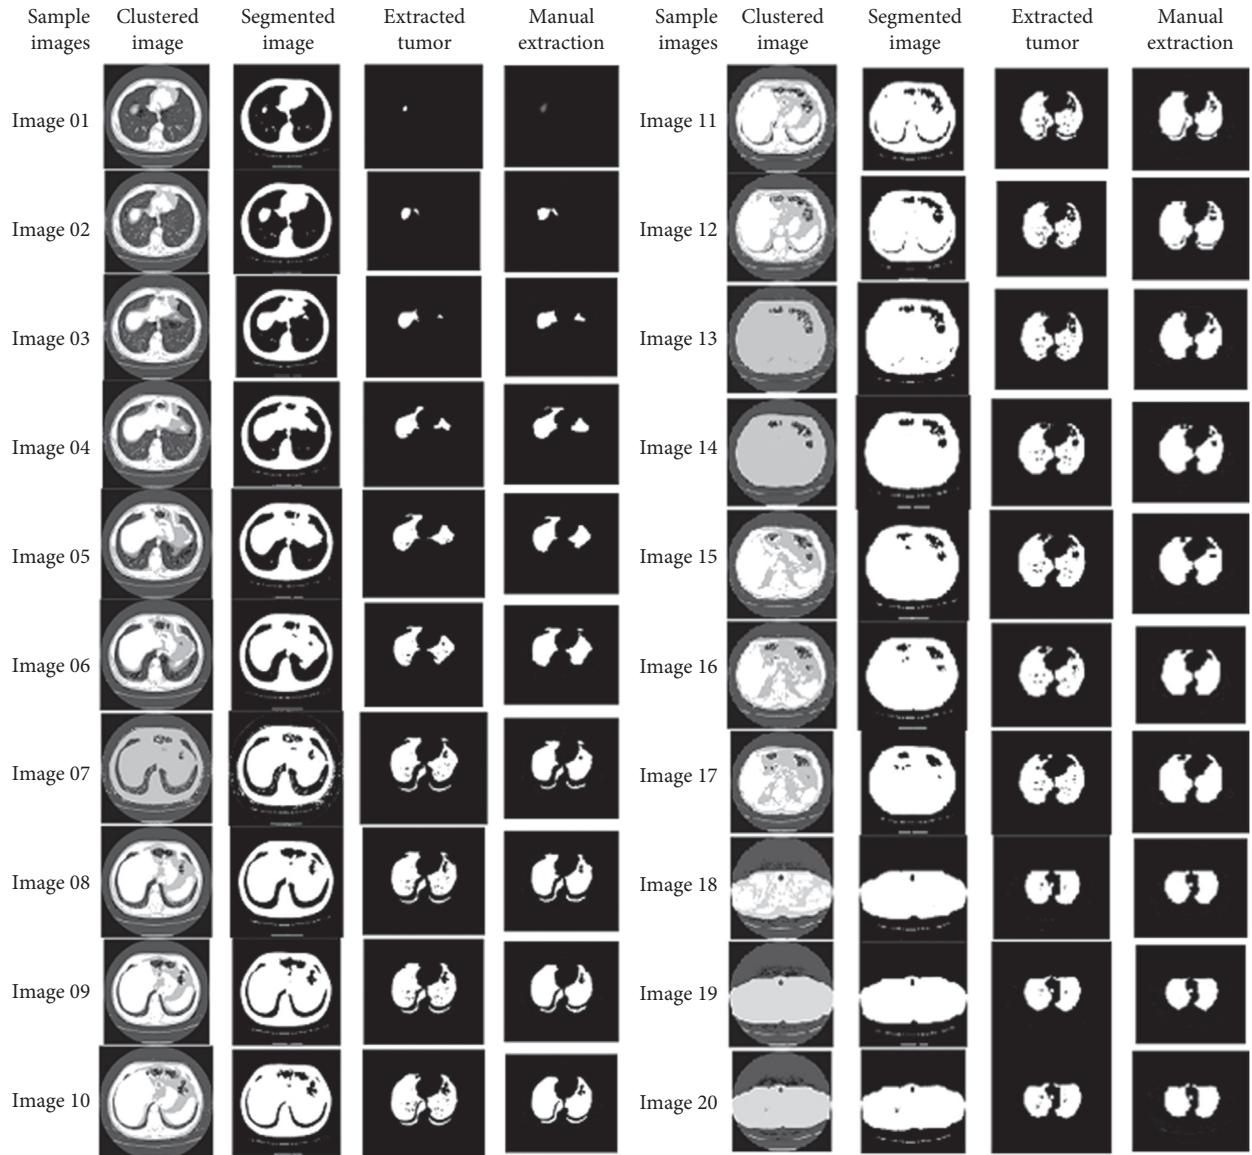 Sample images
Clustered image
Segmented image
Extracted tumor
Manual extraction
Image 01
Image 02
Image 03
Image 04
Image 05
Image 06
Image 07
Image 08
Image 09
Image 10
Sample images
Clustered image
Segmented image
Extracted tumor
Manual extraction
Image 11
Image 12
Image 13
Image 14
Image 15
Image 16
Image 17
Image 18
Image 19
Image 20